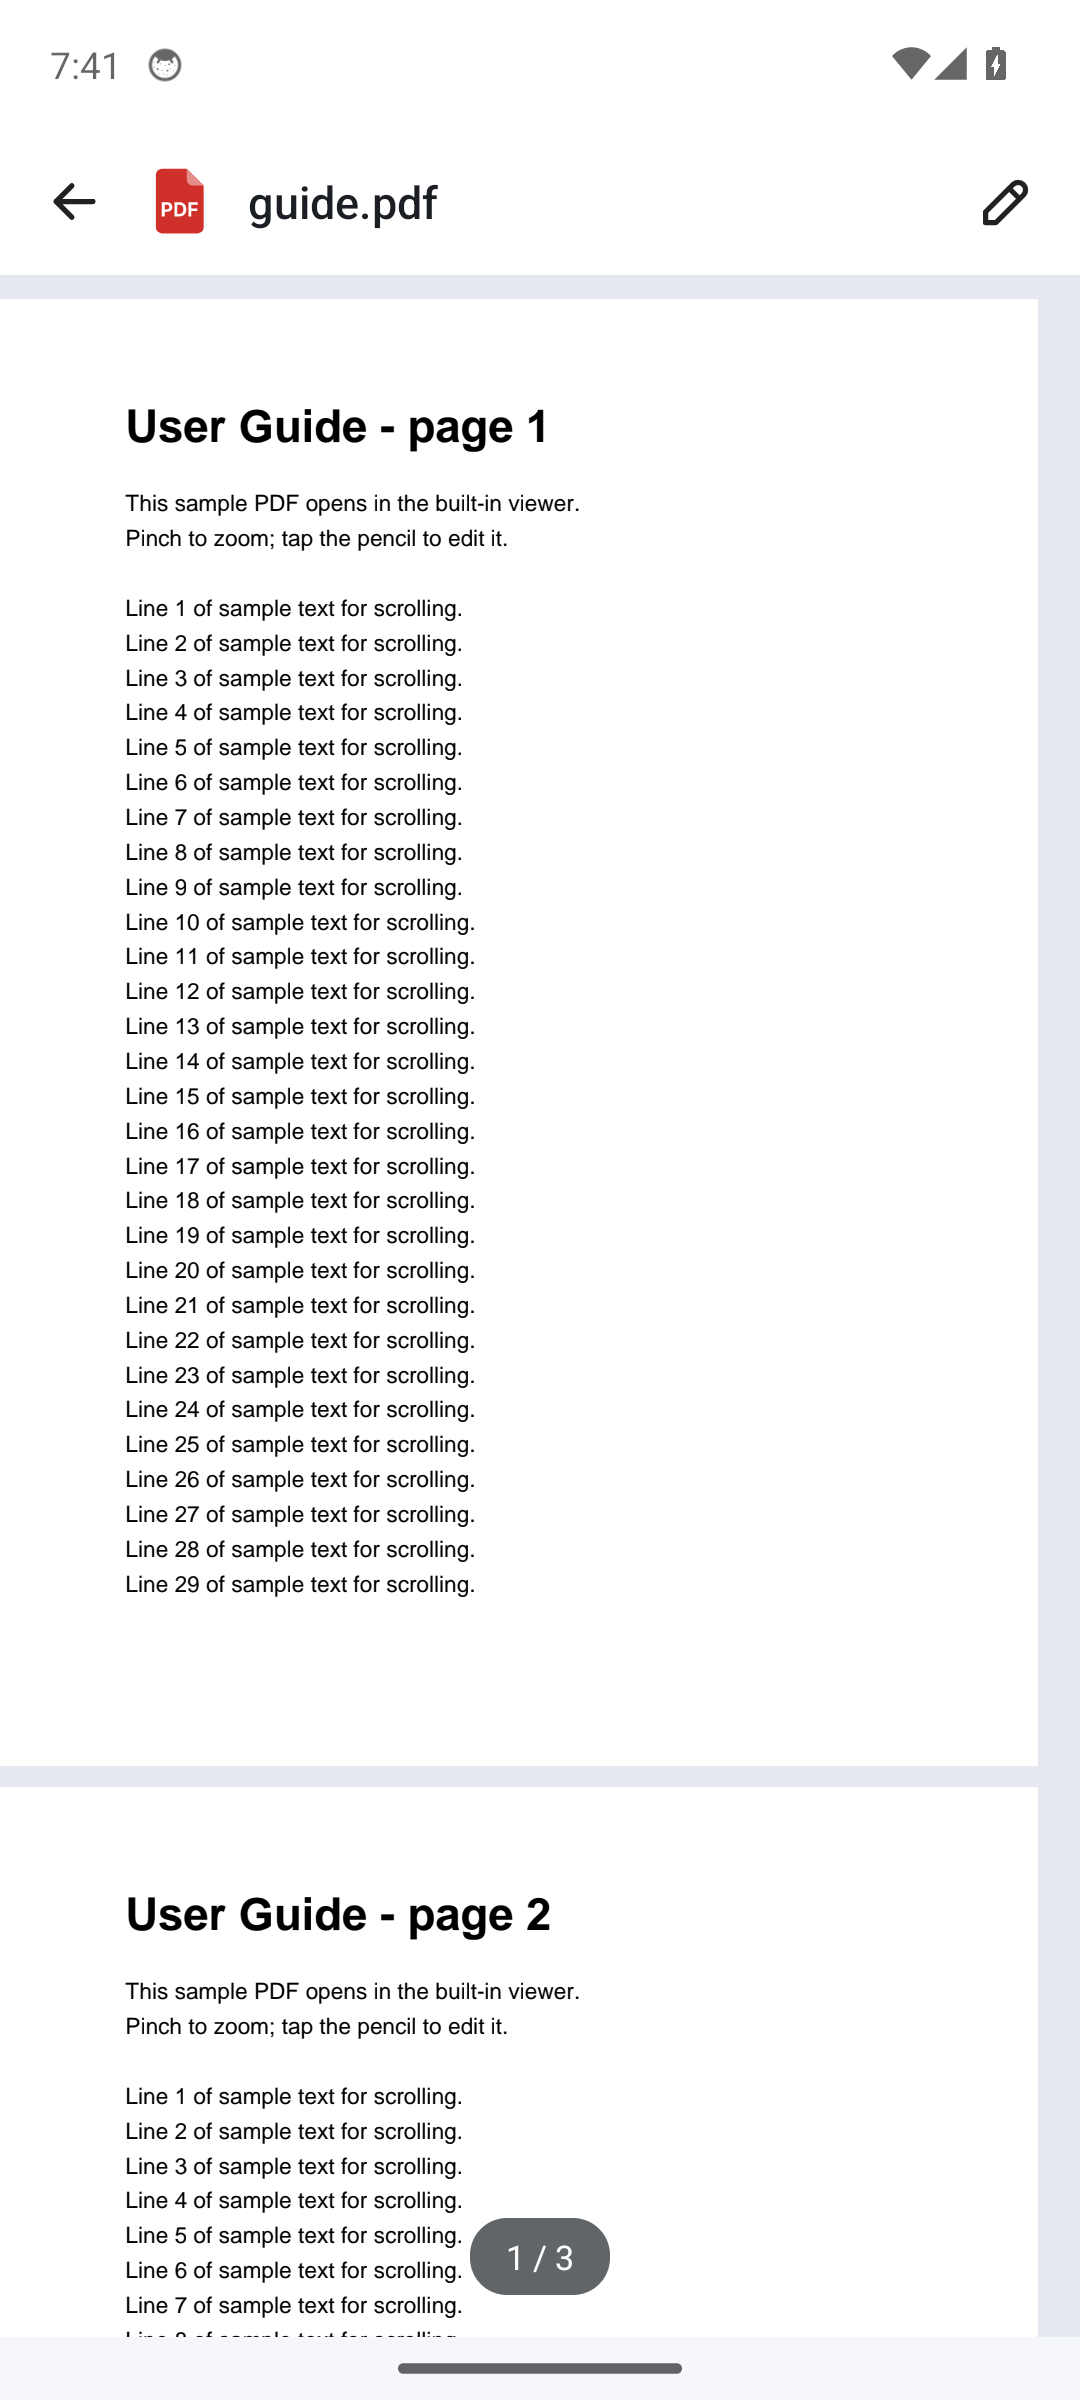 7:41
PDF
guide.pdf
User Guide - page 1
This sample PDF opens in the built-in viewer.
Pinch to zoom; tap the pencil to edit it.
Line 1 of sample text for scrolling.
Line 2 of sample text for scrolling.
Line 3 of sample text for scrolling.
Line 4 of sample text for scrolling.
Line 5 of sample text for scrolling.
Line 6 of sample text for scrolling.
Line 7 of sample text for scrolling.
Line 8 of sample text for scrolling.
Line 9 of sample text for scrolling.
Line 10 of sample text for scrolling.
Line 11 of sample text for scrolling.
Line 12 of sample text for scrolling.
Line 13 of sample text for scrolling.
Line 14 of sample text for scrolling.
Line 15 of sample text for scrolling.
Line 16 of sample text for scrolling.
Line 17 of sample text for scrolling.
Line 18 of sample text for scrolling.
Line 19 of sample text for scrolling.
Line 20 of sample text for scrolling.
Line 21 of sample text for scrolling.
Line 22 of sample text for scrolling.
Line 23 of sample text for scrolling.
Line 24 of sample text for scrolling.
Line 25 of sample text for scrolling.
Line 26 of sample text for scrolling.
Line 27 of sample text for scrolling.
Line 28 of sample text for scrolling.
Line 29 of sample text for scrolling.
User Guide - page 2
This sample PDF opens in the built-in viewer.
Pinch to zoom; tap the pencil to edit it.
Line 1 of sample text for scrolling.
Line 2 of sample text for scrolling.
Line 3 of sample text for scrolling.
Line 4 of sample text for scrolling.
Line 5 of sample text for scrolling.
1 / 3
Line 6 of sample text for scrolling.
Line 7 of sample text for scrolling.